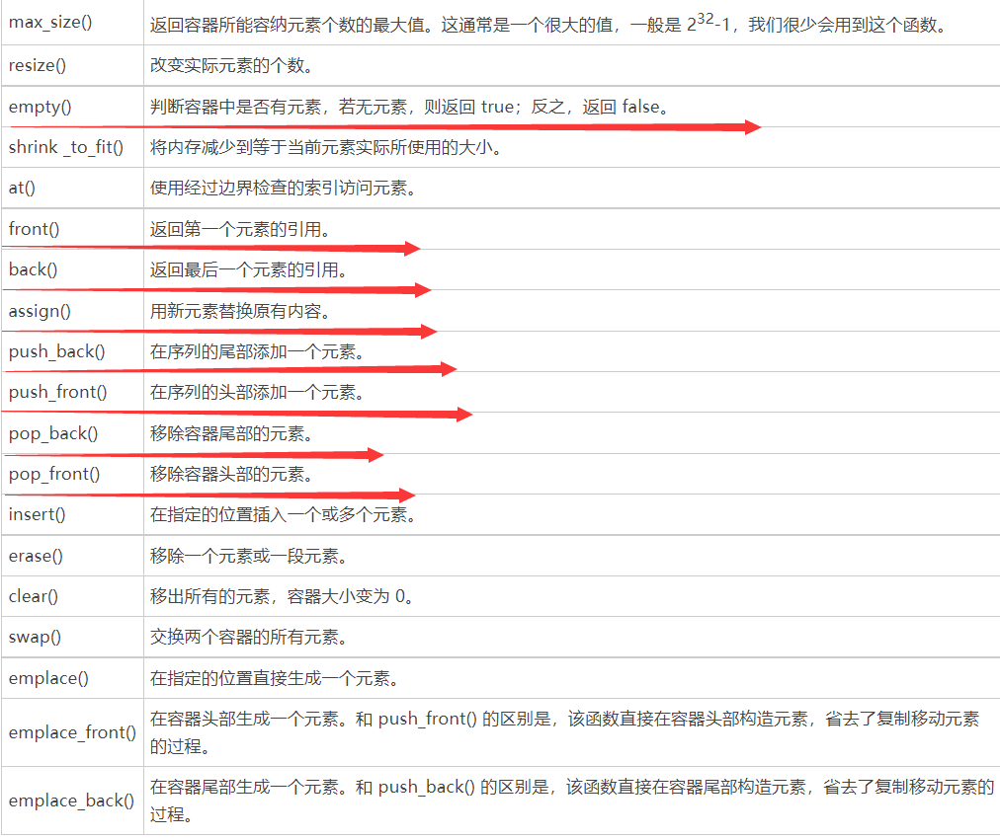 max_size() 返回容器所能容纳元素个数的最大值。这通常是一个很大的值，一般是 2³²-1，我们很少会用到这个函数。
resize() 改变实际元素的个数。
empty() 判断容器中是否有元素，若无元素，则返回 true；反之，返回 false。
shrink _to_fit() 将内存减少到等于当前元素实际所使用的大小。
at() 使用经过边界检查的索引访问元素。
front() 返回第一个元素的引用。
back() 返回最后一个元素的引用。
assign() 用新元素替换原有内容。
push_back() 在序列的尾部添加一个元素。
push_front() 在序列的头部添加一个元素。
pop_back() 移除容器尾部的元素。
pop_front() 移除容器头部的元素。
insert() 在指定的位置插入一个或多个元素。
erase() 移除一个元素或一段元素。
clear() 移出所有的元素，容器大小变为 0。
swap() 交换两个容器的所有元素。
emplace() 在指定的位置直接生成一个元素。
emplace_front() 在容器头部生成一个元素。和 push_front() 的区别是，该函数直接在容器头部构造元素，省去了复制移动元素
的过程。
emplace_back() 在容器尾部生成一个元素。和 push_back() 的区别是，该函数直接在容器尾部构造元素，省去了复制移动元素的
过程。